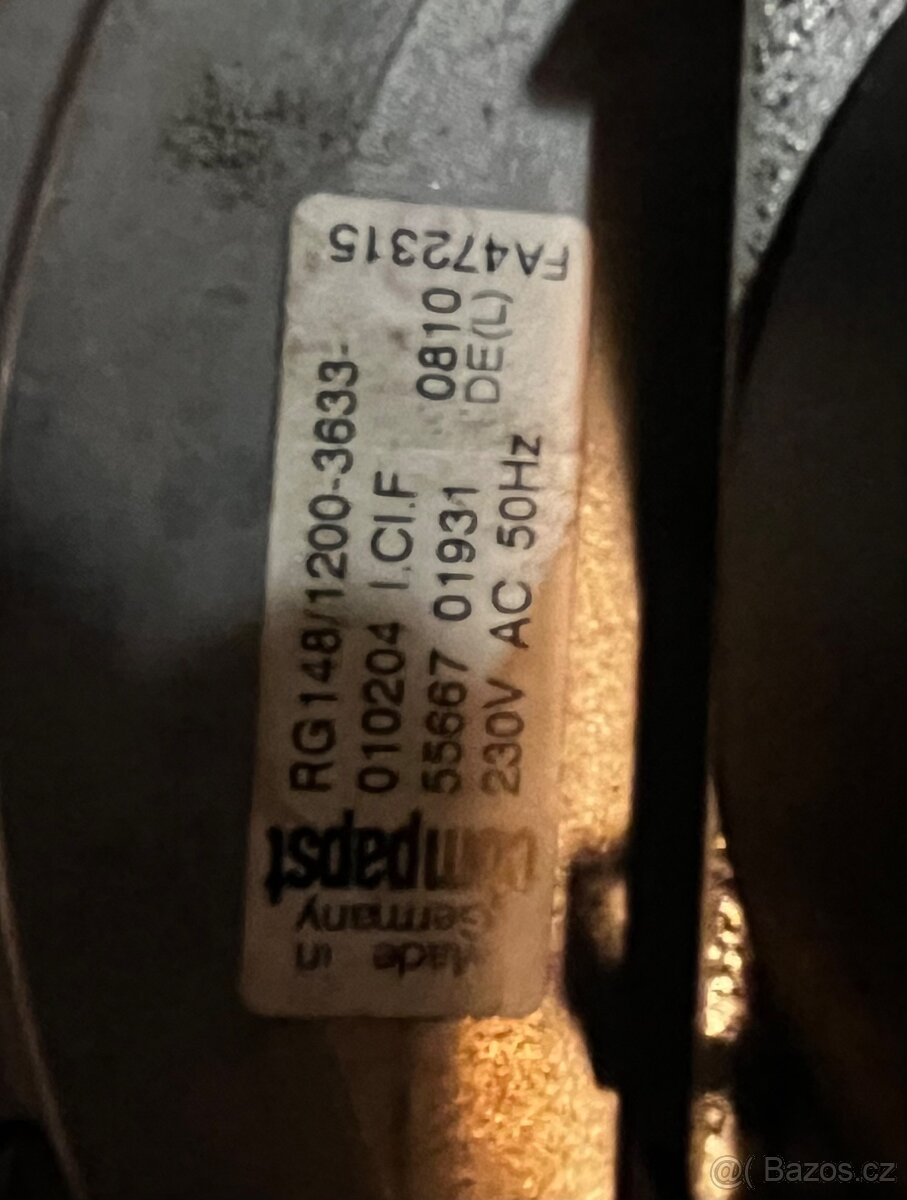 RG148/1200-3633-
010204 I.Cl.F
55667 01931 0810
230V AC 50Hz DE(L)
FA472315
ebmpapst
Made in
Germany
@( Bazos.cz